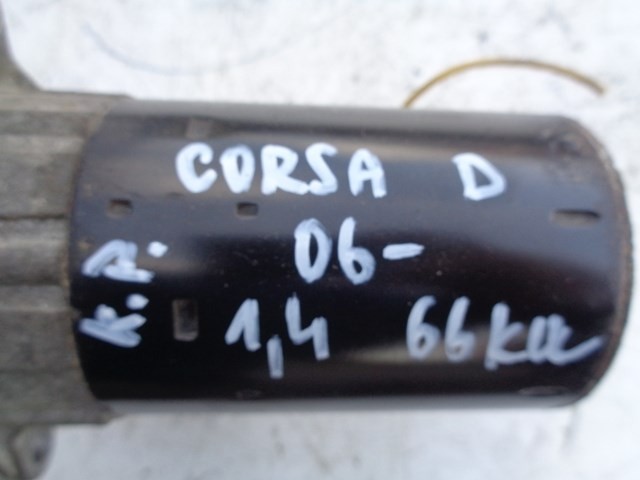 CORSA D
06-
1,4 66kW
K.R.